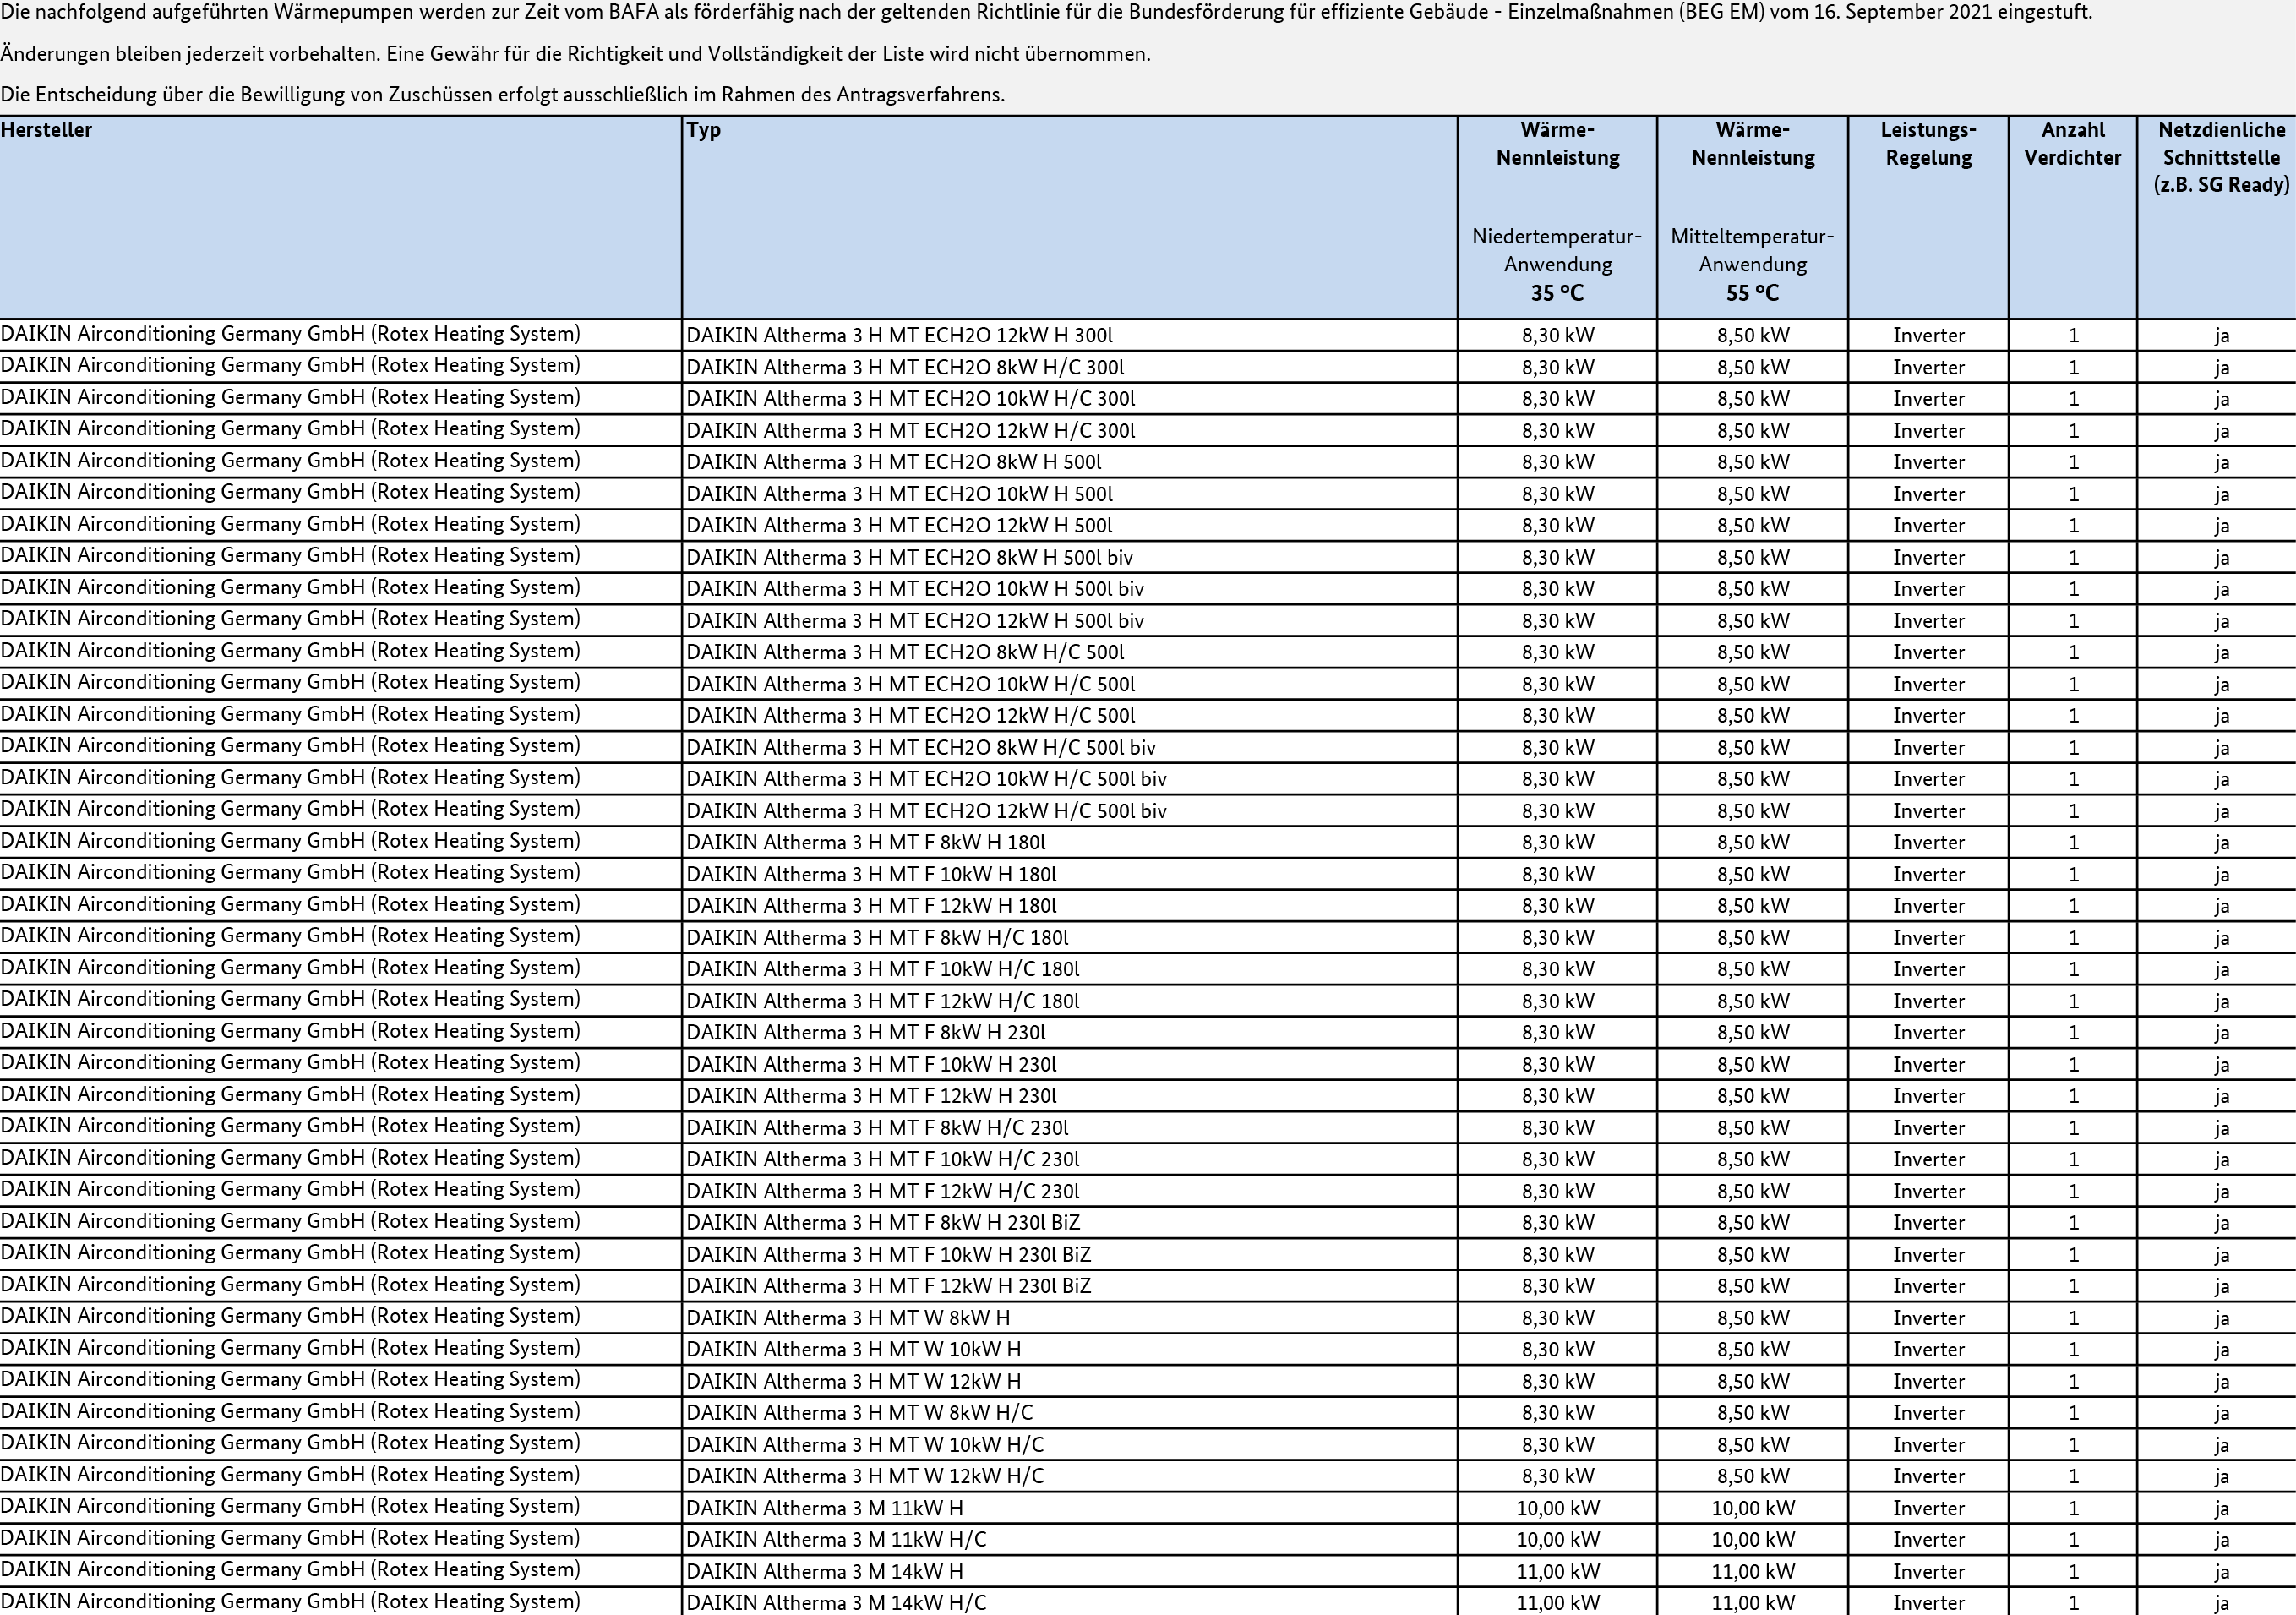 Die nachfolgend aufgeführten Wärmepumpen werden zur Zeit vom BAFA als förderfähig nach der geltenden Richtlinie für die Bundesförderung für effiziente Gebäude - Einzelmaßnahmen (BEG EM) vom 16. September 2021 eingestuft.
Änderungen bleiben jederzeit vorbehalten. Eine Gewähr für die Richtigkeit und Vollständigkeit der Liste wird nicht übernommen.
Die Entscheidung über die Bewilligung von Zuschüssen erfolgt ausschließlich im Rahmen des Antragsverfahrens.
Hersteller Typ Wärme- Wärme- Leistungs- Anzahl Netzdienliche
Nennleistung Nennleistung Regelung Verdichter Schnittstelle
(z.B. SG Ready)
Niedertemperatur- Mitteltemperatur-
Anwendung Anwendung
35 °C 55 °C
DAIKIN Airconditioning Germany GmbH (Rotex Heating System) DAIKIN Altherma 3 H MT ECH2O 12kW H 300l 8,30 kW 8,50 kW Inverter 1 ja
DAIKIN Airconditioning Germany GmbH (Rotex Heating System) DAIKIN Altherma 3 H MT ECH2O 8kW H/C 300l 8,30 kW 8,50 kW Inverter 1 ja
DAIKIN Airconditioning Germany GmbH (Rotex Heating System) DAIKIN Altherma 3 H MT ECH2O 10kW H/C 300l 8,30 kW 8,50 kW Inverter 1 ja
DAIKIN Airconditioning Germany GmbH (Rotex Heating System) DAIKIN Altherma 3 H MT ECH2O 12kW H/C 300l 8,30 kW 8,50 kW Inverter 1 ja
DAIKIN Airconditioning Germany GmbH (Rotex Heating System) DAIKIN Altherma 3 H MT ECH2O 8kW H 500l 8,30 kW 8,50 kW Inverter 1 ja
DAIKIN Airconditioning Germany GmbH (Rotex Heating System) DAIKIN Altherma 3 H MT ECH2O 10kW H 500l 8,30 kW 8,50 kW Inverter 1 ja
DAIKIN Airconditioning Germany GmbH (Rotex Heating System) DAIKIN Altherma 3 H MT ECH2O 12kW H 500l 8,30 kW 8,50 kW Inverter 1 ja
DAIKIN Airconditioning Germany GmbH (Rotex Heating System) DAIKIN Altherma 3 H MT ECH2O 8kW H 500l biv 8,30 kW 8,50 kW Inverter 1 ja
DAIKIN Airconditioning Germany GmbH (Rotex Heating System) DAIKIN Altherma 3 H MT ECH2O 10kW H 500l biv 8,30 kW 8,50 kW Inverter 1 ja
DAIKIN Airconditioning Germany GmbH (Rotex Heating System) DAIKIN Altherma 3 H MT ECH2O 12kW H 500l biv 8,30 kW 8,50 kW Inverter 1 ja
DAIKIN Airconditioning Germany GmbH (Rotex Heating System) DAIKIN Altherma 3 H MT ECH2O 8kW H/C 500l 8,30 kW 8,50 kW Inverter 1 ja
DAIKIN Airconditioning Germany GmbH (Rotex Heating System) DAIKIN Altherma 3 H MT ECH2O 10kW H/C 500l 8,30 kW 8,50 kW Inverter 1 ja
DAIKIN Airconditioning Germany GmbH (Rotex Heating System) DAIKIN Altherma 3 H MT ECH2O 12kW H/C 500l 8,30 kW 8,50 kW Inverter 1 ja
DAIKIN Airconditioning Germany GmbH (Rotex Heating System) DAIKIN Altherma 3 H MT ECH2O 8kW H/C 500l biv 8,30 kW 8,50 kW Inverter 1 ja
DAIKIN Airconditioning Germany GmbH (Rotex Heating System) DAIKIN Altherma 3 H MT ECH2O 10kW H/C 500l biv 8,30 kW 8,50 kW Inverter 1 ja
DAIKIN Airconditioning Germany GmbH (Rotex Heating System) DAIKIN Altherma 3 H MT ECH2O 12kW H/C 500l biv 8,30 kW 8,50 kW Inverter 1 ja
DAIKIN Airconditioning Germany GmbH (Rotex Heating System) DAIKIN Altherma 3 H MT F 8kW H 180l 8,30 kW 8,50 kW Inverter 1 ja
DAIKIN Airconditioning Germany GmbH (Rotex Heating System) DAIKIN Altherma 3 H MT F 10kW H 180l 8,30 kW 8,50 kW Inverter 1 ja
DAIKIN Airconditioning Germany GmbH (Rotex Heating System) DAIKIN Altherma 3 H MT F 12kW H 180l 8,30 kW 8,50 kW Inverter 1 ja
DAIKIN Airconditioning Germany GmbH (Rotex Heating System) DAIKIN Altherma 3 H MT F 8kW H/C 180l 8,30 kW 8,50 kW Inverter 1 ja
DAIKIN Airconditioning Germany GmbH (Rotex Heating System) DAIKIN Altherma 3 H MT F 10kW H/C 180l 8,30 kW 8,50 kW Inverter 1 ja
DAIKIN Airconditioning Germany GmbH (Rotex Heating System) DAIKIN Altherma 3 H MT F 12kW H/C 180l 8,30 kW 8,50 kW Inverter 1 ja
DAIKIN Airconditioning Germany GmbH (Rotex Heating System) DAIKIN Altherma 3 H MT F 8kW H 230l 8,30 kW 8,50 kW Inverter 1 ja
DAIKIN Airconditioning Germany GmbH (Rotex Heating System) DAIKIN Altherma 3 H MT F 10kW H 230l 8,30 kW 8,50 kW Inverter 1 ja
DAIKIN Airconditioning Germany GmbH (Rotex Heating System) DAIKIN Altherma 3 H MT F 12kW H 230l 8,30 kW 8,50 kW Inverter 1 ja
DAIKIN Airconditioning Germany GmbH (Rotex Heating System) DAIKIN Altherma 3 H MT F 8kW H/C 230l 8,30 kW 8,50 kW Inverter 1 ja
DAIKIN Airconditioning Germany GmbH (Rotex Heating System) DAIKIN Altherma 3 H MT F 10kW H/C 230l 8,30 kW 8,50 kW Inverter 1 ja
DAIKIN Airconditioning Germany GmbH (Rotex Heating System) DAIKIN Altherma 3 H MT F 12kW H/C 230l 8,30 kW 8,50 kW Inverter 1 ja
DAIKIN Airconditioning Germany GmbH (Rotex Heating System) DAIKIN Altherma 3 H MT F 8kW H 230l BiZ 8,30 kW 8,50 kW Inverter 1 ja
DAIKIN Airconditioning Germany GmbH (Rotex Heating System) DAIKIN Altherma 3 H MT F 10kW H 230l BiZ 8,30 kW 8,50 kW Inverter 1 ja
DAIKIN Airconditioning Germany GmbH (Rotex Heating System) DAIKIN Altherma 3 H MT F 12kW H 230l BiZ 8,30 kW 8,50 kW Inverter 1 ja
DAIKIN Airconditioning Germany GmbH (Rotex Heating System) DAIKIN Altherma 3 H MT W 8kW H 8,30 kW 8,50 kW Inverter 1 ja
DAIKIN Airconditioning Germany GmbH (Rotex Heating System) DAIKIN Altherma 3 H MT W 10kW H 8,30 kW 8,50 kW Inverter 1 ja
DAIKIN Airconditioning Germany GmbH (Rotex Heating System) DAIKIN Altherma 3 H MT W 12kW H 8,30 kW 8,50 kW Inverter 1 ja
DAIKIN Airconditioning Germany GmbH (Rotex Heating System) DAIKIN Altherma 3 H MT W 8kW H/C 8,30 kW 8,50 kW Inverter 1 ja
DAIKIN Airconditioning Germany GmbH (Rotex Heating System) DAIKIN Altherma 3 H MT W 10kW H/C 8,30 kW 8,50 kW Inverter 1 ja
DAIKIN Airconditioning Germany GmbH (Rotex Heating System) DAIKIN Altherma 3 H MT W 12kW H/C 8,30 kW 8,50 kW Inverter 1 ja
DAIKIN Airconditioning Germany GmbH (Rotex Heating System) DAIKIN Altherma 3 M 11kW H 10,00 kW 10,00 kW Inverter 1 ja
DAIKIN Airconditioning Germany GmbH (Rotex Heating System) DAIKIN Altherma 3 M 11kW H/C 10,00 kW 10,00 kW Inverter 1 ja
DAIKIN Airconditioning Germany GmbH (Rotex Heating System) DAIKIN Altherma 3 M 14kW H 11,00 kW 11,00 kW Inverter 1 ja
DAIKIN Airconditioning Germany GmbH (Rotex Heating System) DAIKIN Altherma 3 M 14kW H/C 11,00 kW 11,00 kW Inverter 1 ja